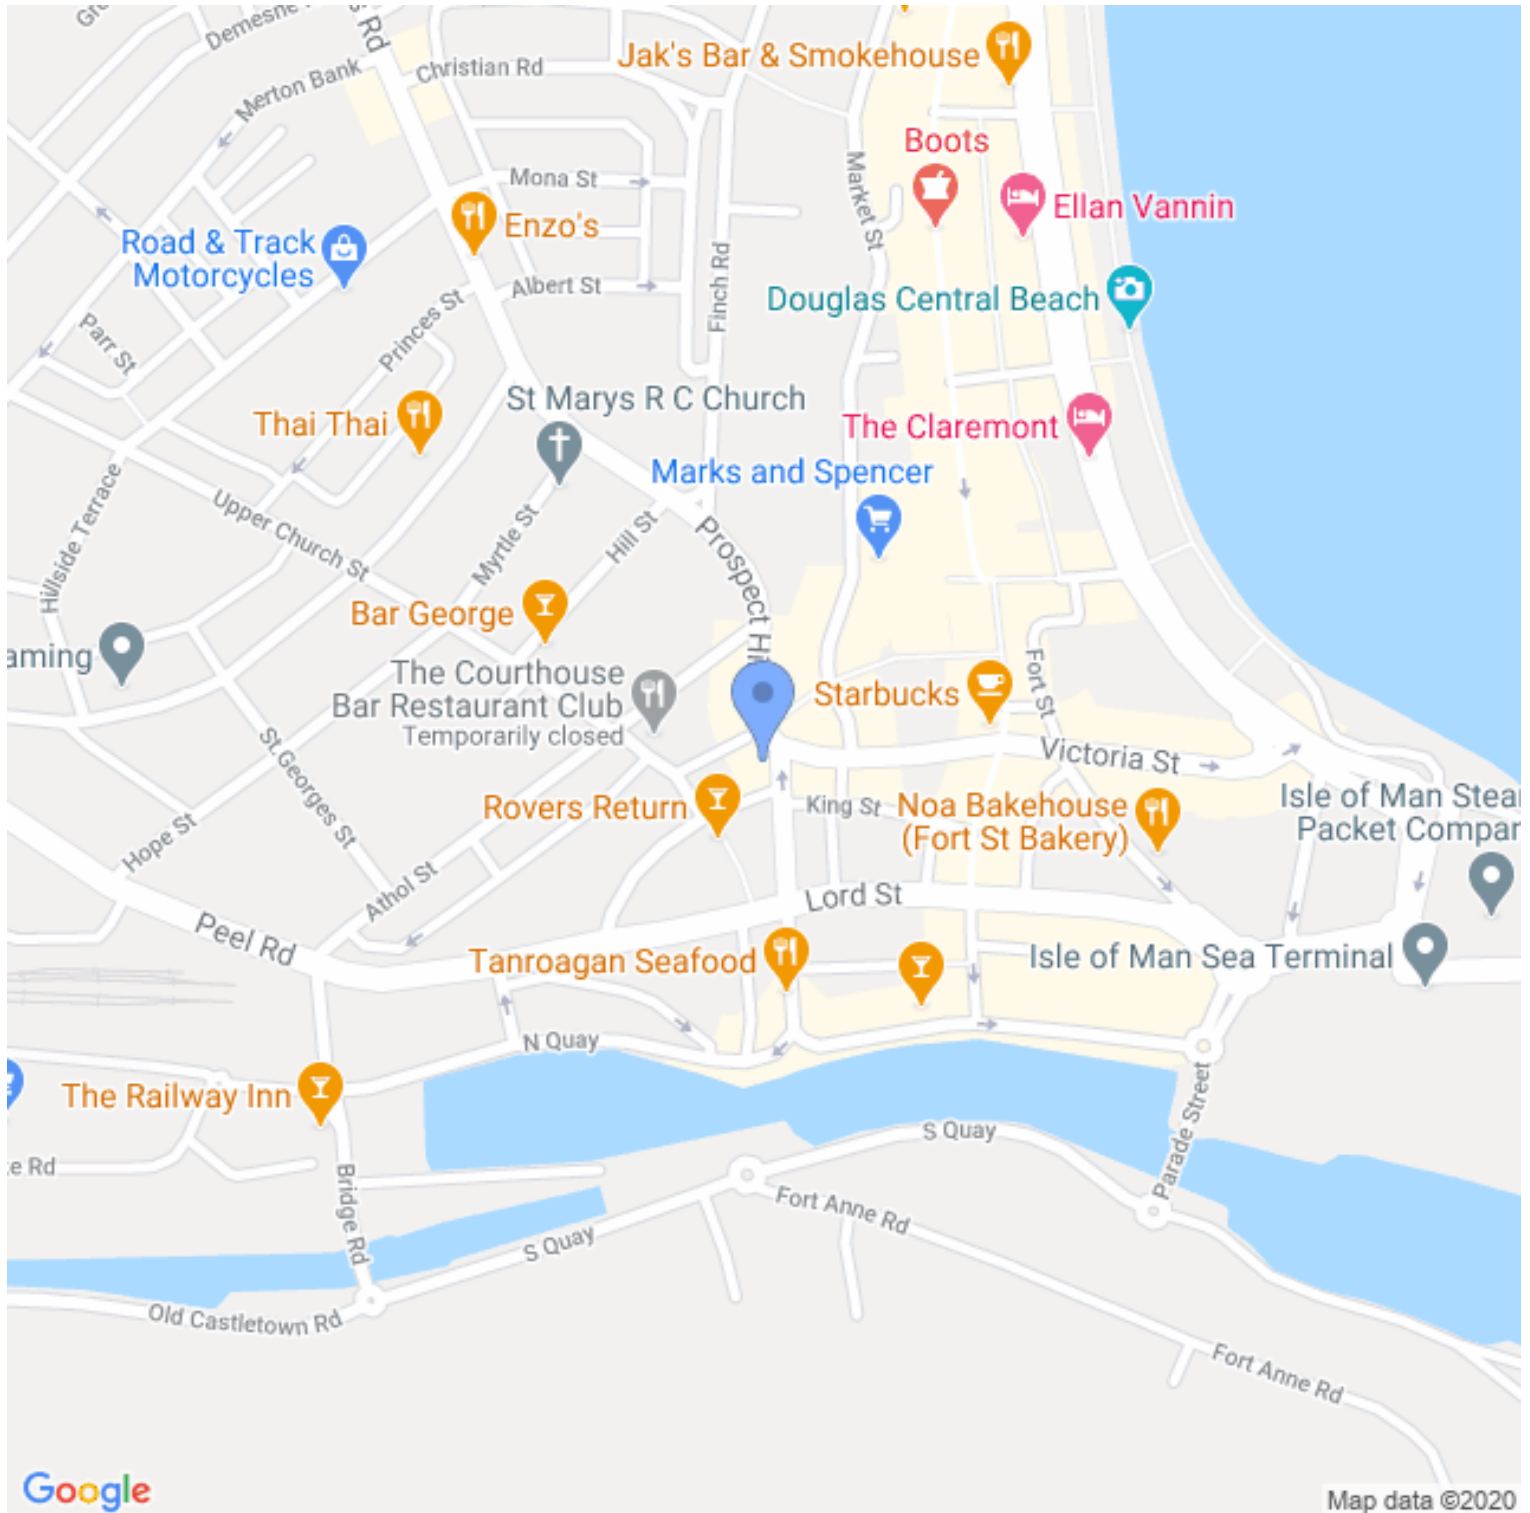 Gro
Demesne
Rd
Merton Bank
Christian Rd
Jak's Bar & Smokehouse
Boots
Mona St
Market St
Ellan Vannin
Enzo's
Road & Track
Motorcycles
Finch Rd
Albert St
Douglas Central Beach
Princes St
Parr St
St Marys R C Church
Thai Thai
The Claremont
Marks and Spencer
Hillside Terrace
Upper Church St
Myrtle St
Hill St
Prospect Hi
Bar George
aming
The Courthouse
Bar Restaurant Club
Temporarily closed
Fort St
Starbucks
St.Georges St
Victoria St
Rovers Return
King St
Noa Bakehouse
(Fort St Bakery)
Isle of Man Stea
Packet Compan
Hope St
Athol St
Lord St
Peel Rd
Tanroagan Seafood
Isle of Man Sea Terminal
N Quay
The Railway Inn
S Quay
Parade Street
e Rd
Bridge Rd
Fort Anne Rd
S Quay
Old Castletown Rd
Fort Anne Rd
Google
Map data ©2020